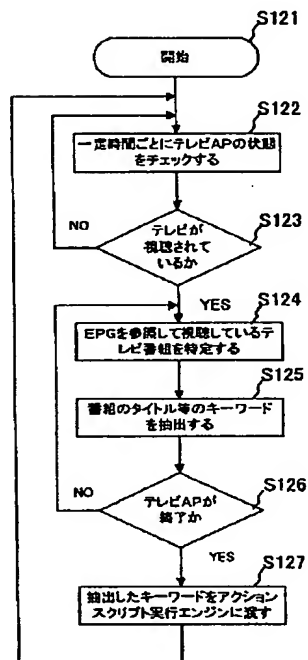 S121
開始
S122
一定時間ごとにテレビAPの状態
をチェックする
S123
NO
テレビが
視聴されて
いるか
YES
S124
EPGを参照して視聴しているテ
レビ番組を特定する
S125
番組のタイトル等のキーワード
を抽出する
S126
NO
テレビAPが
終了か
YES
S127
抽出したキーワードをアクション
スクリプト実行エンジンに渡す